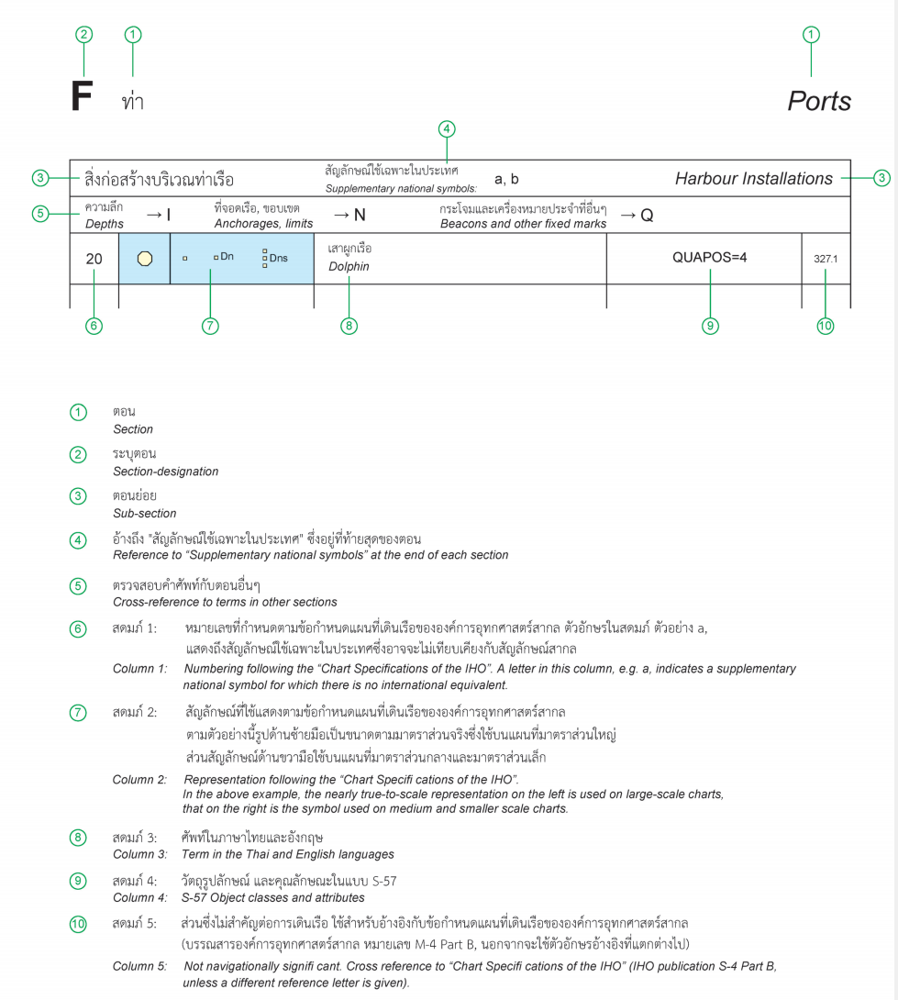 ② ① ①
F ท่า Ports
④
③ สิ่งก่อสร้างบริเวณท่าเรือ สัญลักษณ์ใช้เฉพาะในประเทศ a, b Harbour Installations ③
Supplementary national symbols:
⑤ ความลึก → I ที่จอดเรือ, ขอบเขต → N กระโจมและเครื่องหมายประจำที่อื่นๆ → Q
Depths Anchorages, limits Beacons and other fixed marks
20 Dn Dns เสาผูกเรือ QUAPOS=4 327.1
Dolphin
⑥ ⑦ ⑧ ⑨ ⑩
① ตอน
Section
② ระบุตอน
Section-designation
③ ตอนย่อย
Sub-section
④ อ้างถึง "สัญลักษณ์ใช้เฉพาะในประเทศ" ซึ่งอยู่ที่ท้ายสุดของตอน
Reference to “Supplementary national symbols” at the end of each section
⑤ ตรวจสอบคำศัพท์กับตอนอื่นๆ
Cross-reference to terms in other sections
⑥ สดมภ์ 1: หมายเลขที่กำหนดตามข้อกำหนดแผนที่เดินเรือขององค์การอุทกศาสตร์สากล ตัวอักษรในสดมภ์ ตัวอย่าง a,
แสดงถึงสัญลักษณ์ใช้เฉพาะในประเทศซึ่งอาจจะไม่เทียบเคียงกับสัญลักษณ์สากล
Column 1: Numbering following the “Chart Specifications of the IHO”. A letter in this column, e.g. a, indicates a supplementary
national symbol for which there is no international equivalent.
⑦ สดมภ์ 2: สัญลักษณ์ที่ใช้แสดงตามข้อกำหนดแผนที่เดินเรือขององค์การอุทกศาสตร์สากล
ตามตัวอย่างนี้รูปด้านซ้ายมือเป็นขนาดตามมาตราส่วนจริงซึ่งใช้บนแผนที่มาตราส่วนใหญ่
ส่วนสัญลักษณ์ด้านขวามือใช้บนแผนที่มาตราส่วนกลางและมาตราส่วนเล็ก
Column 2: Representation following the “Chart Specifi cations of the IHO”.
In the above example, the nearly true-to-scale representation on the left is used on large-scale charts,
that on the right is the symbol used on medium and smaller scale charts.
⑧ สดมภ์ 3: ศัพท์ในภาษาไทยและอังกฤษ
Column 3: Term in the Thai and English languages
⑨ สดมภ์ 4: วัตถุรูปลักษณ์ และคุณลักษณะในแบบ S-57
Column 4: S-57 Object classes and attributes
⑩ สดมภ์ 5: ส่วนซึ่งไม่สำคัญต่อการเดินเรือ ใช้สำหรับอ้างอิงกับข้อกำหนดแผนที่เดินเรือขององค์การอุทกศาสตร์สากล
(บรรณสารองค์การอุทกศาสตร์สากล หมายเลข M-4 Part B, นอกจากจะใช้ตัวอักษรอ้างอิงที่แตกต่างไป)
Column 5: Not navigationally signifi cant. Cross reference to “Chart Specifi cations of the IHO” (IHO publication S-4 Part B,
unless a different reference letter is given).